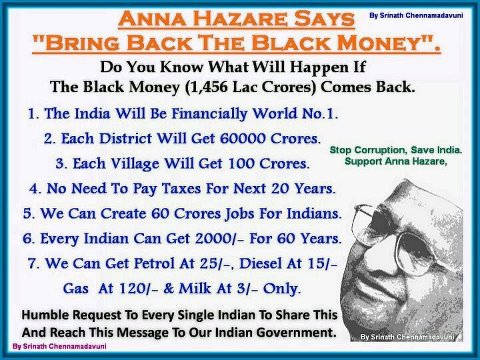 Anna Hazare Says
By Srinath Chennamadavuni
"Bring Back The Black Money".
Do You Know What Will Happen If
The Black Money (1,456 Lac Crores) Comes Back.
1. The India Will Be Financially World No.1.
2. Each District Will Get 60000 Crores.
3. Each Village Will Get 100 Crores.
4. No Need To Pay Taxes For Next 20 Years.
5. We Can Create 60 Crores Jobs For Indians.
6. Every Indian Can Get 2000/- For 60 Years.
7. We Can Get Petrol At 25/-, Diesel At 15/-
Gas At 120/- & Milk At 3/- Only.
Stop Corruption, Save India.
Support Anna Hazare,
Humble Request To Every Single Indian To Share This
And Reach This Message To Our Indian Government.
By Srinath Chennamadavuni
By Srinath Chennamadavuni